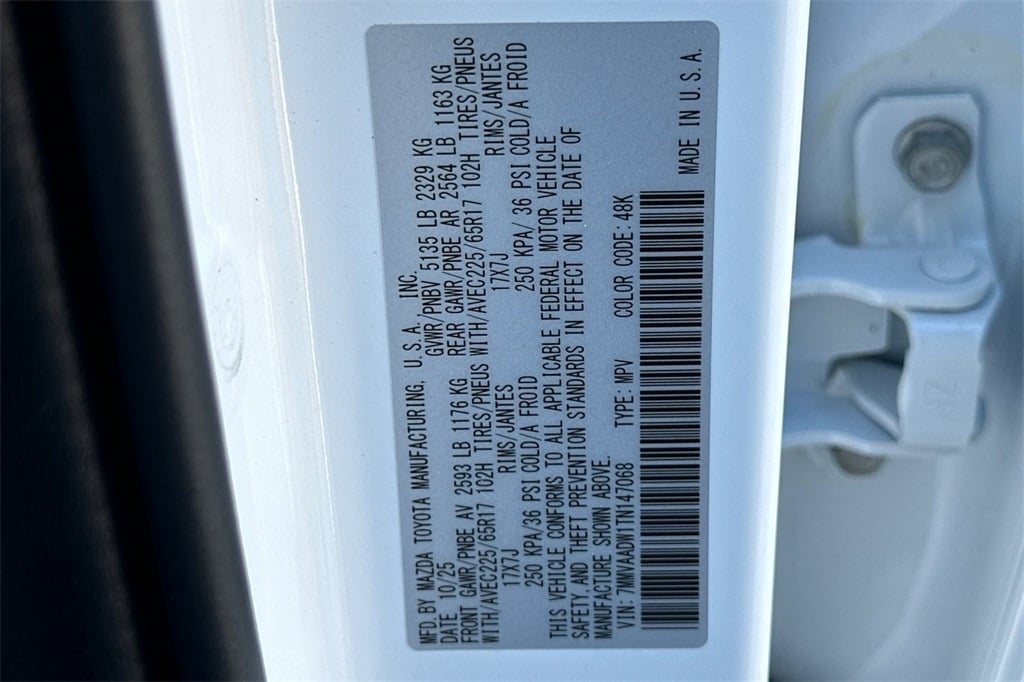 MFD. BY MAZDA TOYOTA MANUFACTURING, U.S.A., INC.
DATE 10/25 GVWR/PNBV 5135 LB 2329 KG
FRONT GAWR/PNBE AV 2593 LB 1176 KG REAR GAWR/PNBE AR 2564 LB 1163 KG
WITH/AVEC225/65R17 102H TIRES/PNEUS WITH/AVEC225/65R17 102H TIRES/PNEUS
17X7J RIMS/JANTES 17X7J RIMS/JANTES
250 KPA/36 PSI COLD/A FROID 250 KPA/ 36 PSI COLD/A FROID
THIS VEHICLE CONFORMS TO ALL APPLICABLE FEDERAL MOTOR VEHICLE
SAFETY, AND THEFT PREVENTION STANDARDS IN EFFECT ON THE DATE OF
MANUFACTURE SHOWN ABOVE.
VIN: 7MMVAADW1TN147068 TYPE: MPV COLOR CODE: 48K
MADE IN U.S.A.